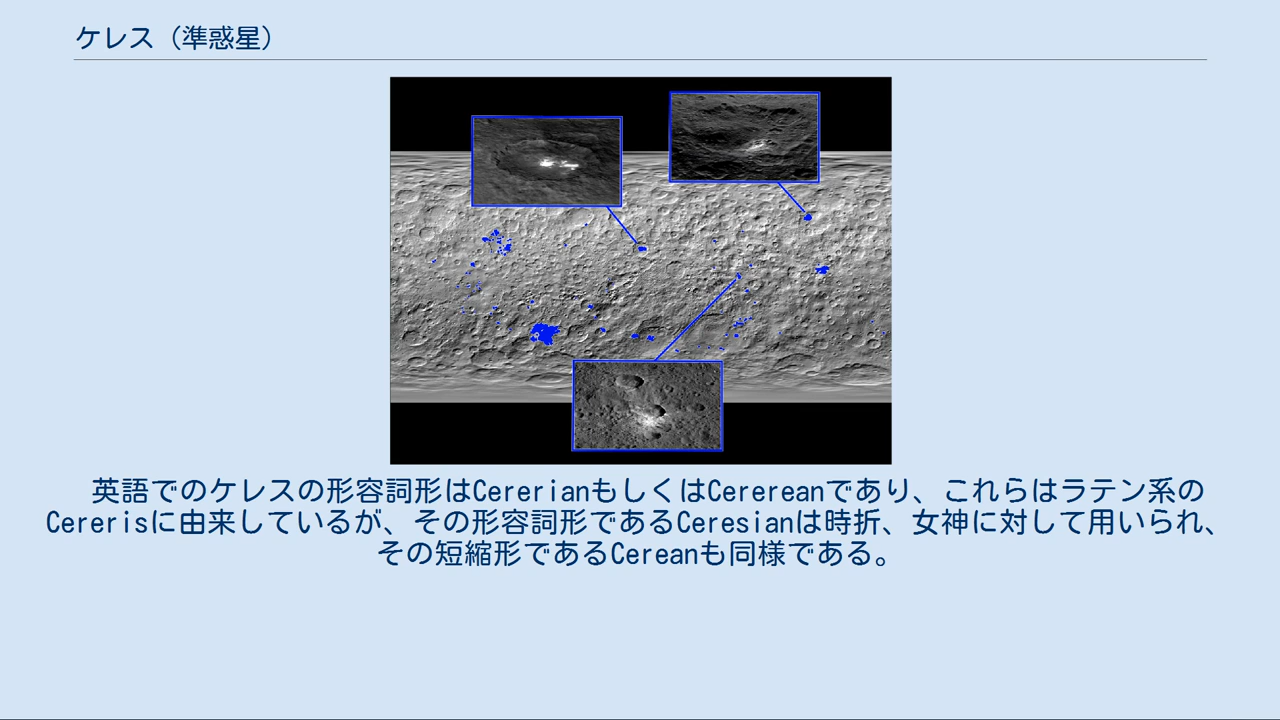 ケレス（準惑星）
英語でのケレスの形容詞形はCererianもしくはCerereanであり、これらはラテン系の
Cererisに由来しているが、その形容詞形であるCeresianは時折、女神に対して用いられ、
その短縮形であるCereanも同様である。